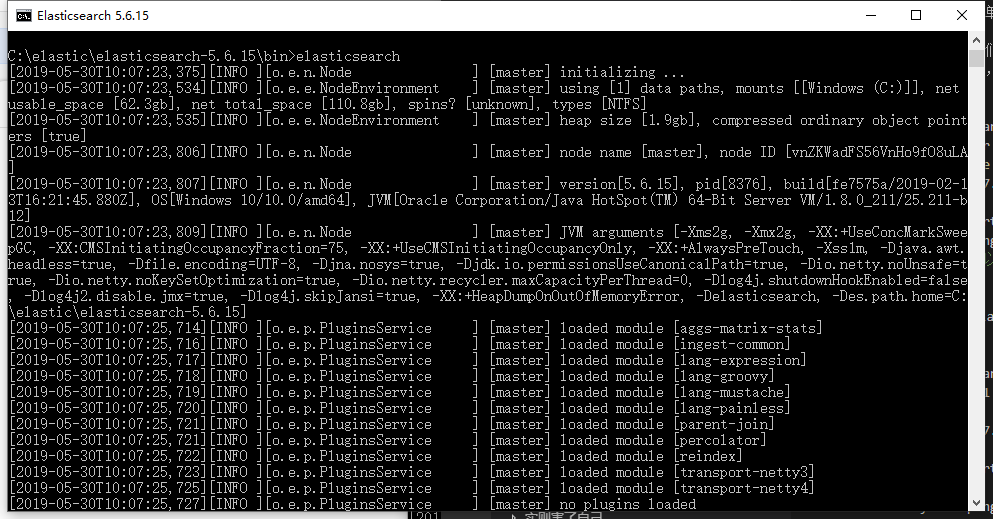 Elasticsearch 5.6.15
C:\elastic\elasticsearch-5.6.15\bin>elasticsearch
[2019-05-30T10:07:23,375][INFO ][o.e.n.Node               ] [master] initializing ...
[2019-05-30T10:07:23,534][INFO ][o.e.e.NodeEnvironment    ] [master] using [1] data paths, mounts [[Windows (C:)]], net
usable_space [62.3gb], net total_space [110.8gb], spins? [unknown], types [NTFS]
[2019-05-30T10:07:23,535][INFO ][o.e.e.NodeEnvironment    ] [master] heap size [1.9gb], compressed ordinary object point
ers [true]
[2019-05-30T10:07:23,806][INFO ][o.e.n.Node               ] [master] node name [master], node ID [vnZKWadFS56VnHo9fO8uLA
]
[2019-05-30T10:07:23,807][INFO ][o.e.n.Node               ] [master] version[5.6.15], pid[8376], build[fe7575a/2019-02-1
3T16:21:45.880Z], OS[Windows 10/10.0/amd64], JVM[Oracle Corporation/Java HotSpot(TM) 64-Bit Server VM/1.8.0_211/25.211-b
12]
[2019-05-30T10:07:23,809][INFO ][o.e.n.Node               ] [master] JVM arguments [-Xms2g, -Xmx2g, -XX:+UseConcMarkSwee
pGC, -XX:CMSInitiatingOccupancyFraction=75, -XX:+UseCMSInitiatingOccupancyOnly, -XX:+AlwaysPreTouch, -Xss1m, -Djava.awt.
headless=true, -Dfile.encoding=UTF-8, -Djna.nosys=true, -Djdk.io.permissionsUseCanonicalPath=true, -Dio.netty.noUnsafe=t
rue, -Dio.netty.noKeySetOptimization=true, -Dio.netty.recycler.maxCapacityPerThread=0, -Dlog4j.shutdownHookEnabled=false
, -Dlog4j2.disable.jmx=true, -Dlog4j.skipJansi=true, -XX:+HeapDumpOnOutOfMemoryError, -Delasticsearch, -Des.path.home=C:
\elastic\elasticsearch-5.6.15]
[2019-05-30T10:07:25,714][INFO ][o.e.p.PluginsService     ] [master] loaded module [aggs-matrix-stats]
[2019-05-30T10:07:25,716][INFO ][o.e.p.PluginsService     ] [master] loaded module [ingest-common]
[2019-05-30T10:07:25,717][INFO ][o.e.p.PluginsService     ] [master] loaded module [lang-expression]
[2019-05-30T10:07:25,718][INFO ][o.e.p.PluginsService     ] [master] loaded module [lang-groovy]
[2019-05-30T10:07:25,719][INFO ][o.e.p.PluginsService     ] [master] loaded module [lang-mustache]
[2019-05-30T10:07:25,720][INFO ][o.e.p.PluginsService     ] [master] loaded module [lang-painless]
[2019-05-30T10:07:25,721][INFO ][o.e.p.PluginsService     ] [master] loaded module [parent-join]
[2019-05-30T10:07:25,721][INFO ][o.e.p.PluginsService     ] [master] loaded module [percolator]
[2019-05-30T10:07:25,722][INFO ][o.e.p.PluginsService     ] [master] loaded module [reindex]
[2019-05-30T10:07:25,723][INFO ][o.e.p.PluginsService     ] [master] loaded module [transport-netty3]
[2019-05-30T10:07:25,725][INFO ][o.e.p.PluginsService     ] [master] loaded module [transport-netty4]
[2019-05-30T10:07:25,727][INFO ][o.e.p.PluginsService     ] [master] no plugins loaded